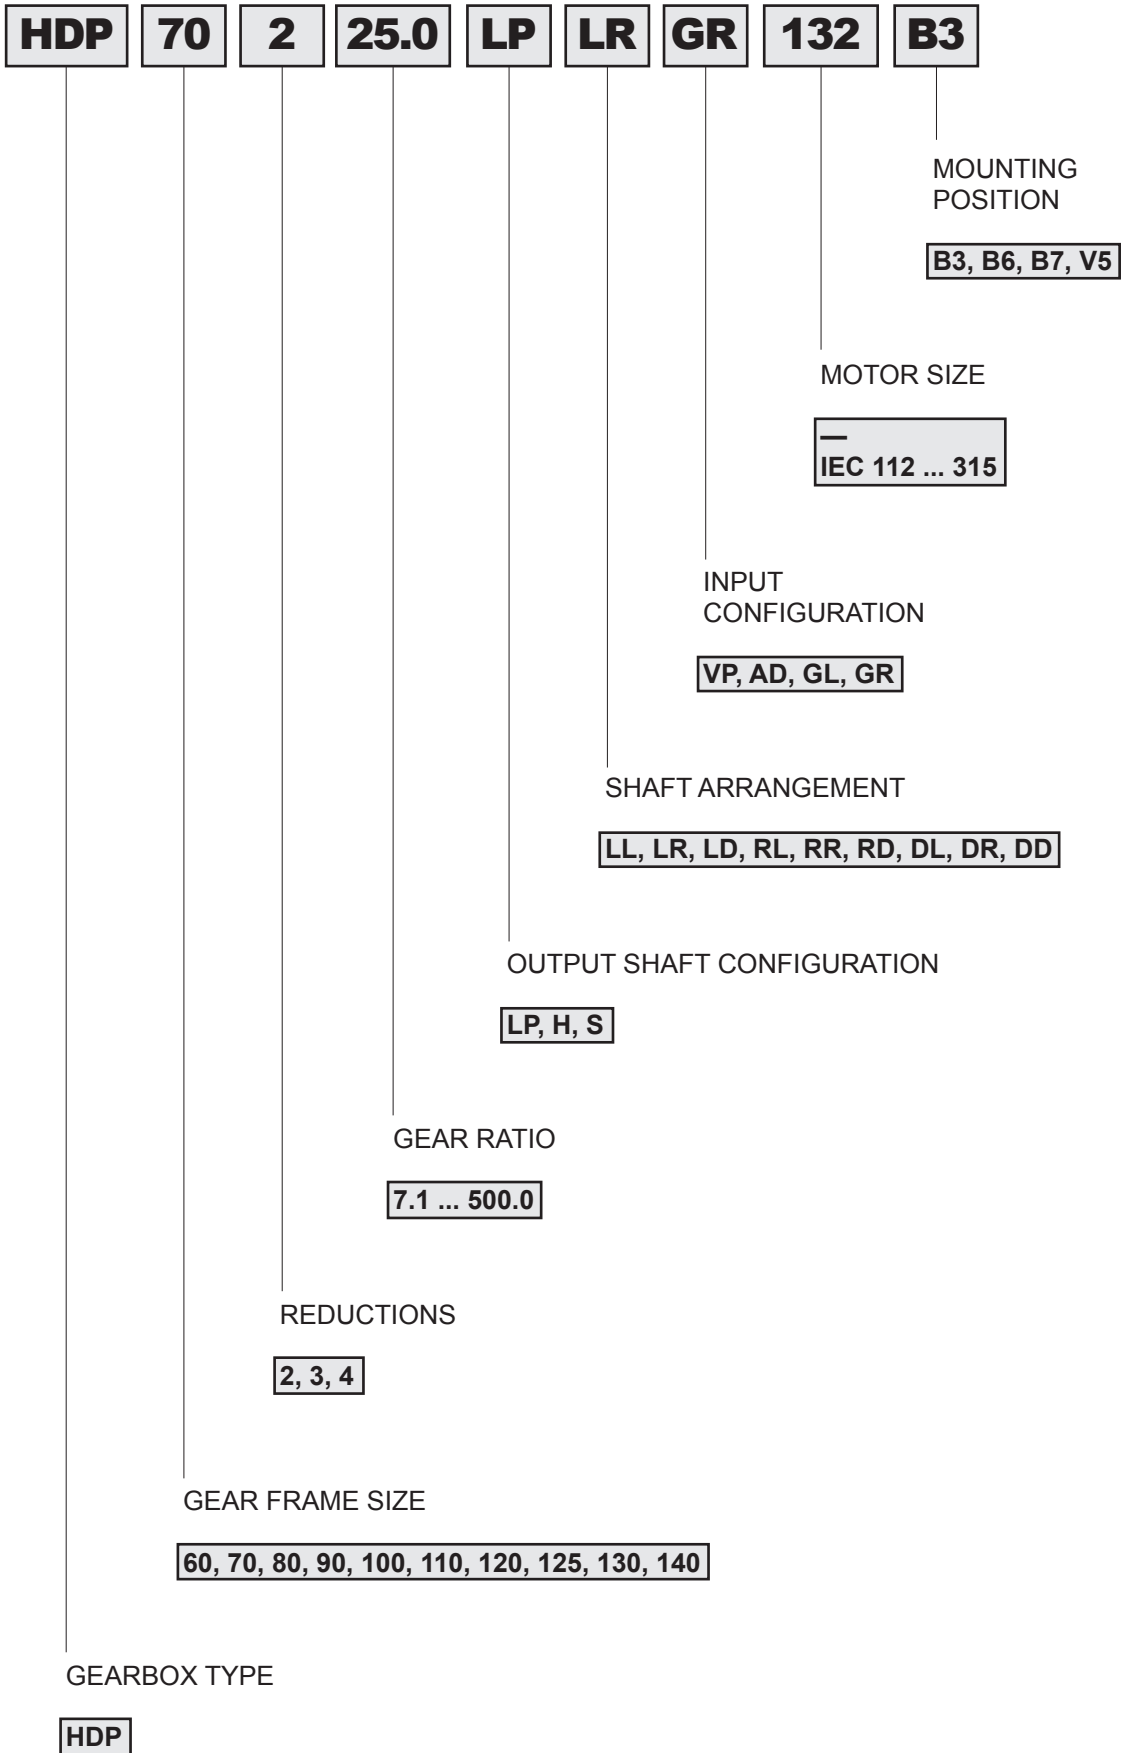 HDP 70 2 25.0 LP LR GR 132 B3
MOUNTING
POSITION
B3, B6, B7, V5
MOTOR SIZE
—
IEC 112 ... 315
INPUT
CONFIGURATION
VP, AD, GL, GR
SHAFT ARRANGEMENT
LL, LR, LD, RL, RR, RD, DL, DR, DD
OUTPUT SHAFT CONFIGURATION
LP, H, S
GEAR RATIO
7.1 ... 500.0
REDUCTIONS
2, 3, 4
GEAR FRAME SIZE
60, 70, 80, 90, 100, 110, 120, 125, 130, 140
GEARBOX TYPE
HDP